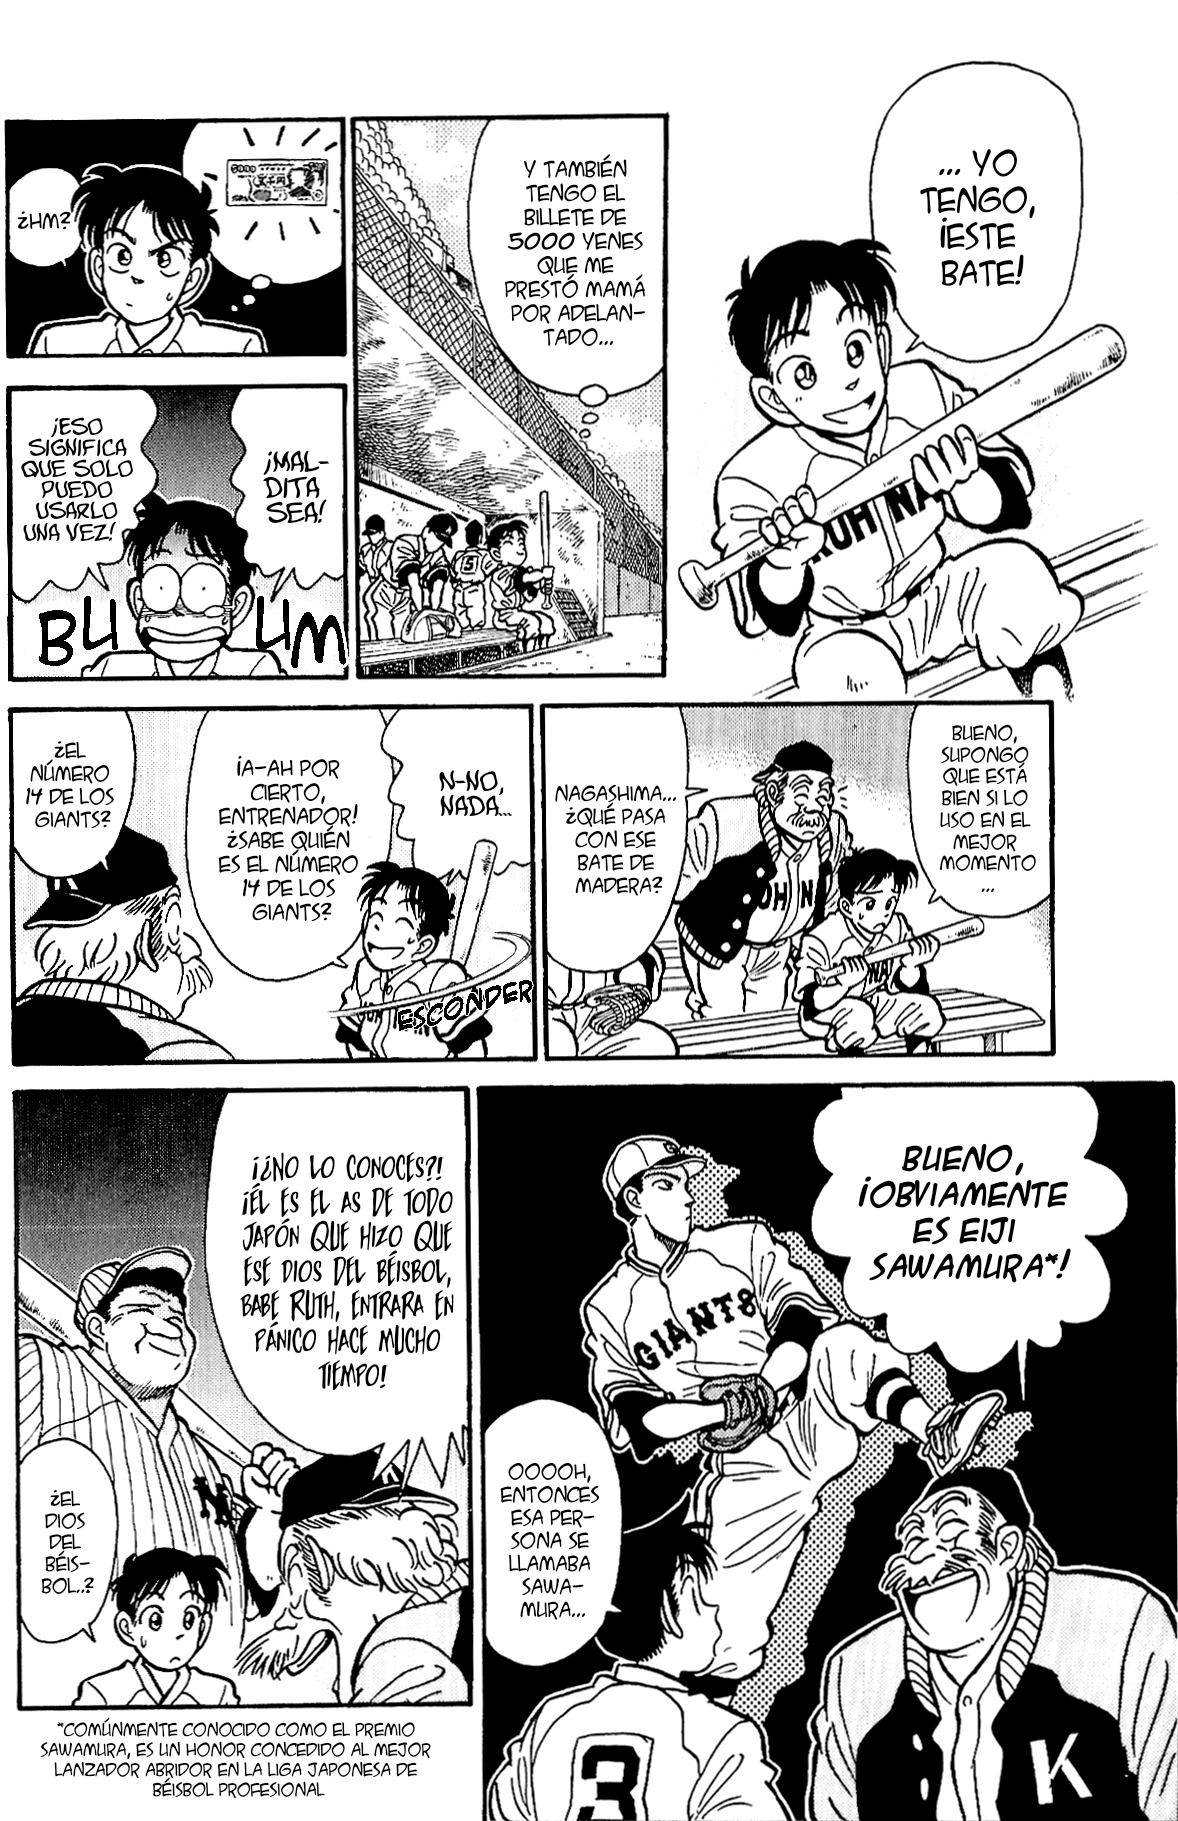 ... YO
TENGO,
¡ESTE
BATE!
KOH NA
Y TAMBIÉN
TENGO EL
BILLETE DE
5000 YENES
QUE ME
PRESTÓ MAMÁ
POR ADELAN-
TADO...
5
5000
¿HM?
¡MAL-
DITA
SEA!
¡ESO
SIGNIFICA
QUE SOLO
PUEDO
USARLO
UNA VEZ!
BU UM
BUENO,
SUPONGO
QUE ESTÁ
BIEN SI LO
USO EN EL
MEJOR
MOMENTO
...
NAGASHIMA...
¿QUÉ PASA
CON ESE
BATE DE
MADERA?
OH NA
NA
N-NO,
NADA...
¡A-AH POR
CIERTO,
ENTRENADOR!
¿SABE QUIÉN
ES EL NÚMERO
14 DE LOS
GIANTS?
ESCONDER
¿EL
NÚMERO
14 DE LOS
GIANTS?
BUENO,
¡OBVIAMENTE
ES EIJI
SAWAMURA*!
GIANTS
OOOOH,
ENTONCES
ESA PER-
SONA SE
LLAMABA
SAWA-
MURA...
3
K
¡¿NO LO CONOCES?!
¡ÉL ES EL AS DE TODO
JAPÓN QUE HIZO QUE
ESE DIOS DEL BÉISBOL,
BABE RUTH, ENTRARA EN
PÁNICO HACE MUCHO
TIEMPO!
¿EL
DIOS
DEL
BÉIS-
BOL..?
*COMÚNMENTE CONOCIDO COMO EL PREMIO
SAWAMURA, ES UN HONOR CONCEDIDO AL MEJOR
LANZADOR ABRIDOR EN LA LIGA JAPONESA DE
BÉISBOL PROFESIONAL